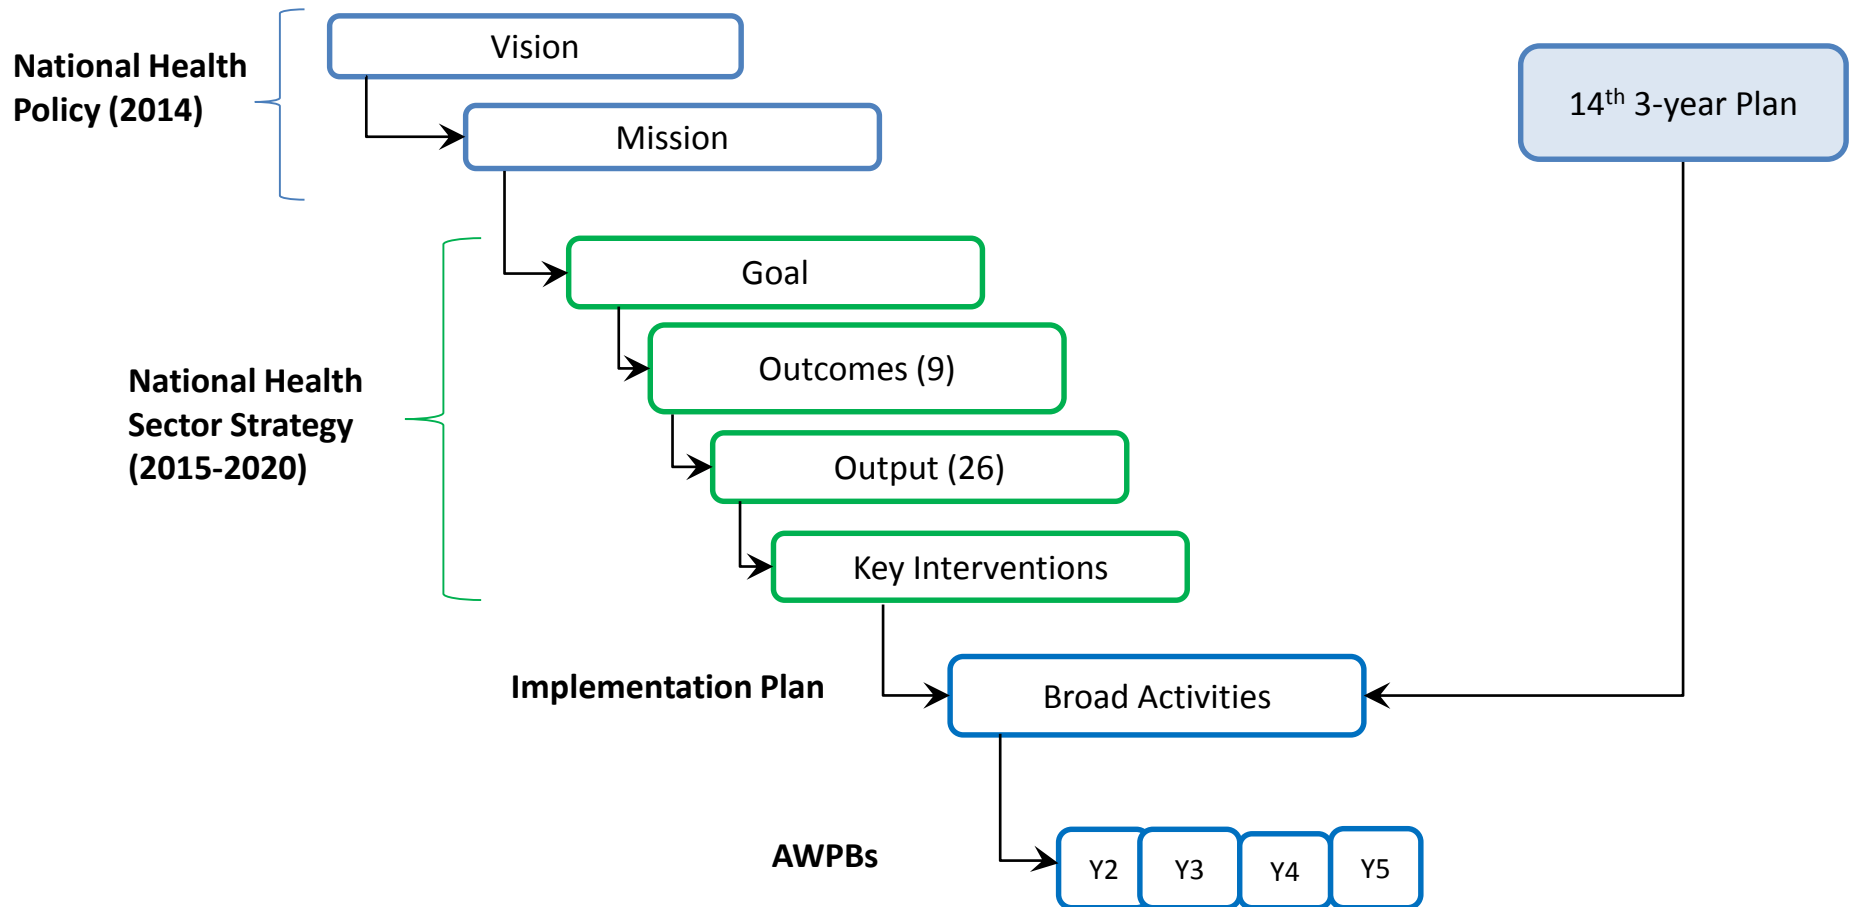 Vision
National Health
Policy (2014)
14th 3-year Plan
Mission
Goal
Outcomes (9)
National Health
Sector Strategy
(2015-2020)
Output (26)
Key Interventions
Implementation Plan
Broad Activities
AWPBs
Y2
Y3
Y4
Y5